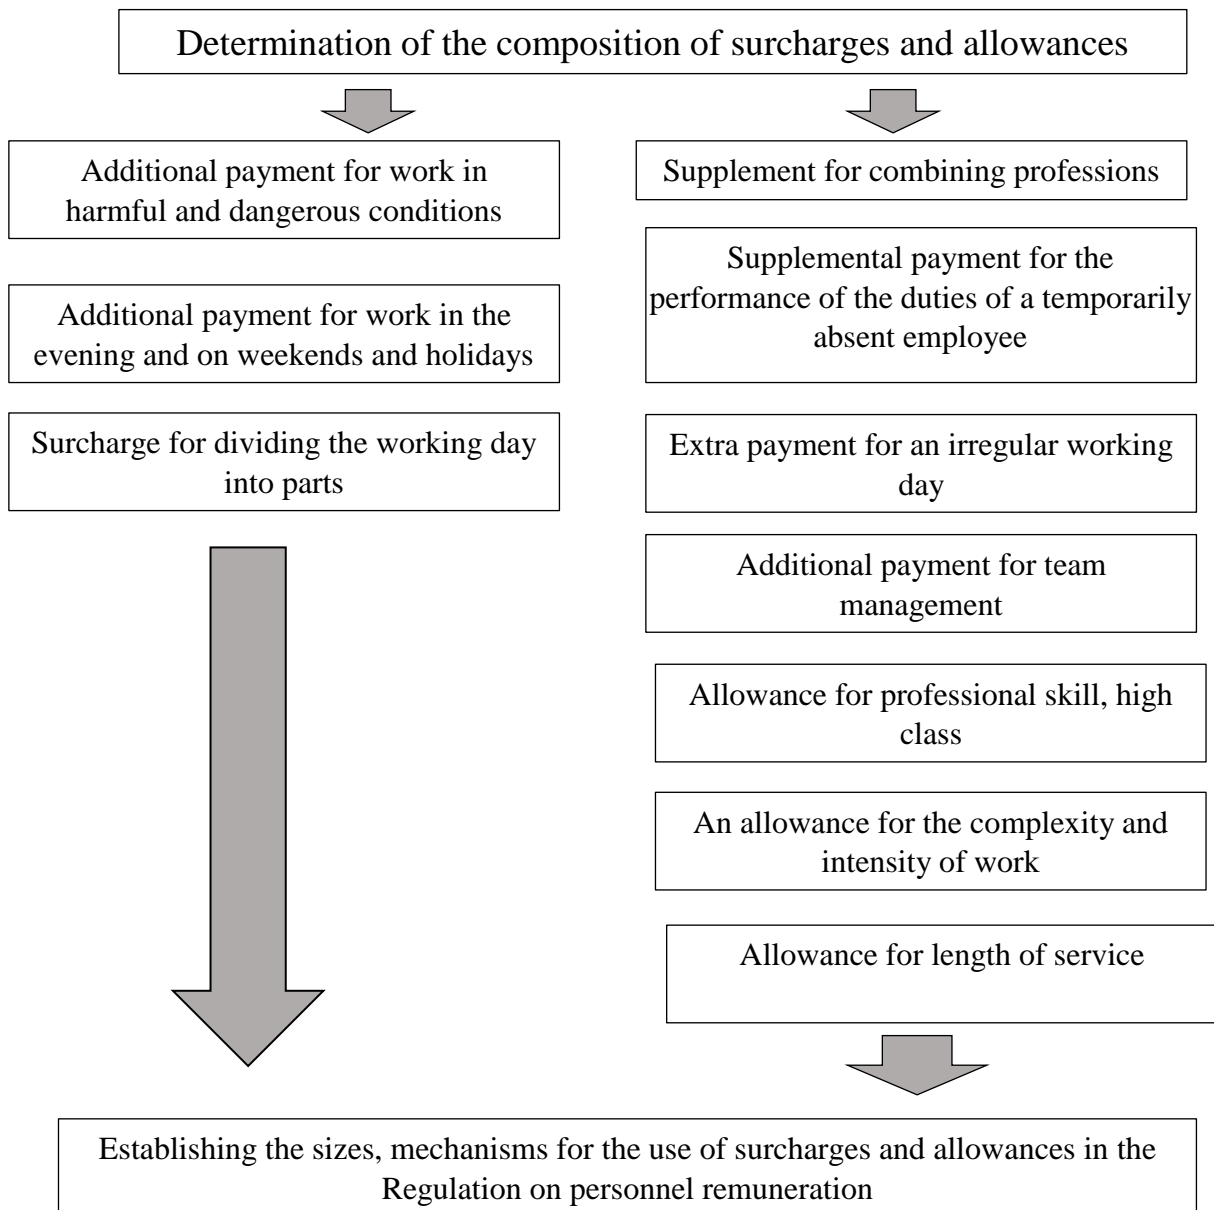 Determination of the composition of surcharges and allowances
Additional payment for work in
harmful and dangerous conditions
Additional payment for work in the
evening and on weekends and holidays
Surcharge for dividing the working day
into parts
Supplement for combining professions
Supplemental payment for the
performance of the duties of a temporarily
absent employee
Extra payment for an irregular working
day
Additional payment for team
management
Allowance for professional skill, high
class
An allowance for the complexity and
intensity of work
Allowance for length of service
Establishing the sizes, mechanisms for the use of surcharges and allowances in the
Regulation on personnel remuneration